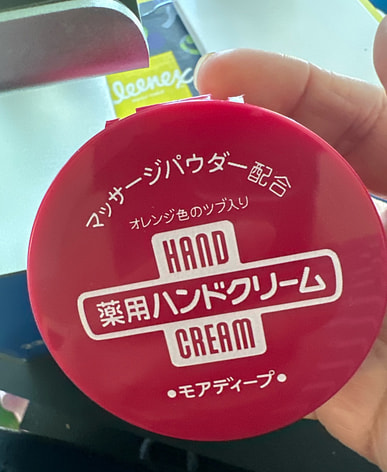 leenex
マッサージパウダー配合
オレンジ色のツブ入り
HAND
薬用ハンドクリーム
CREAM
•モアディープ•